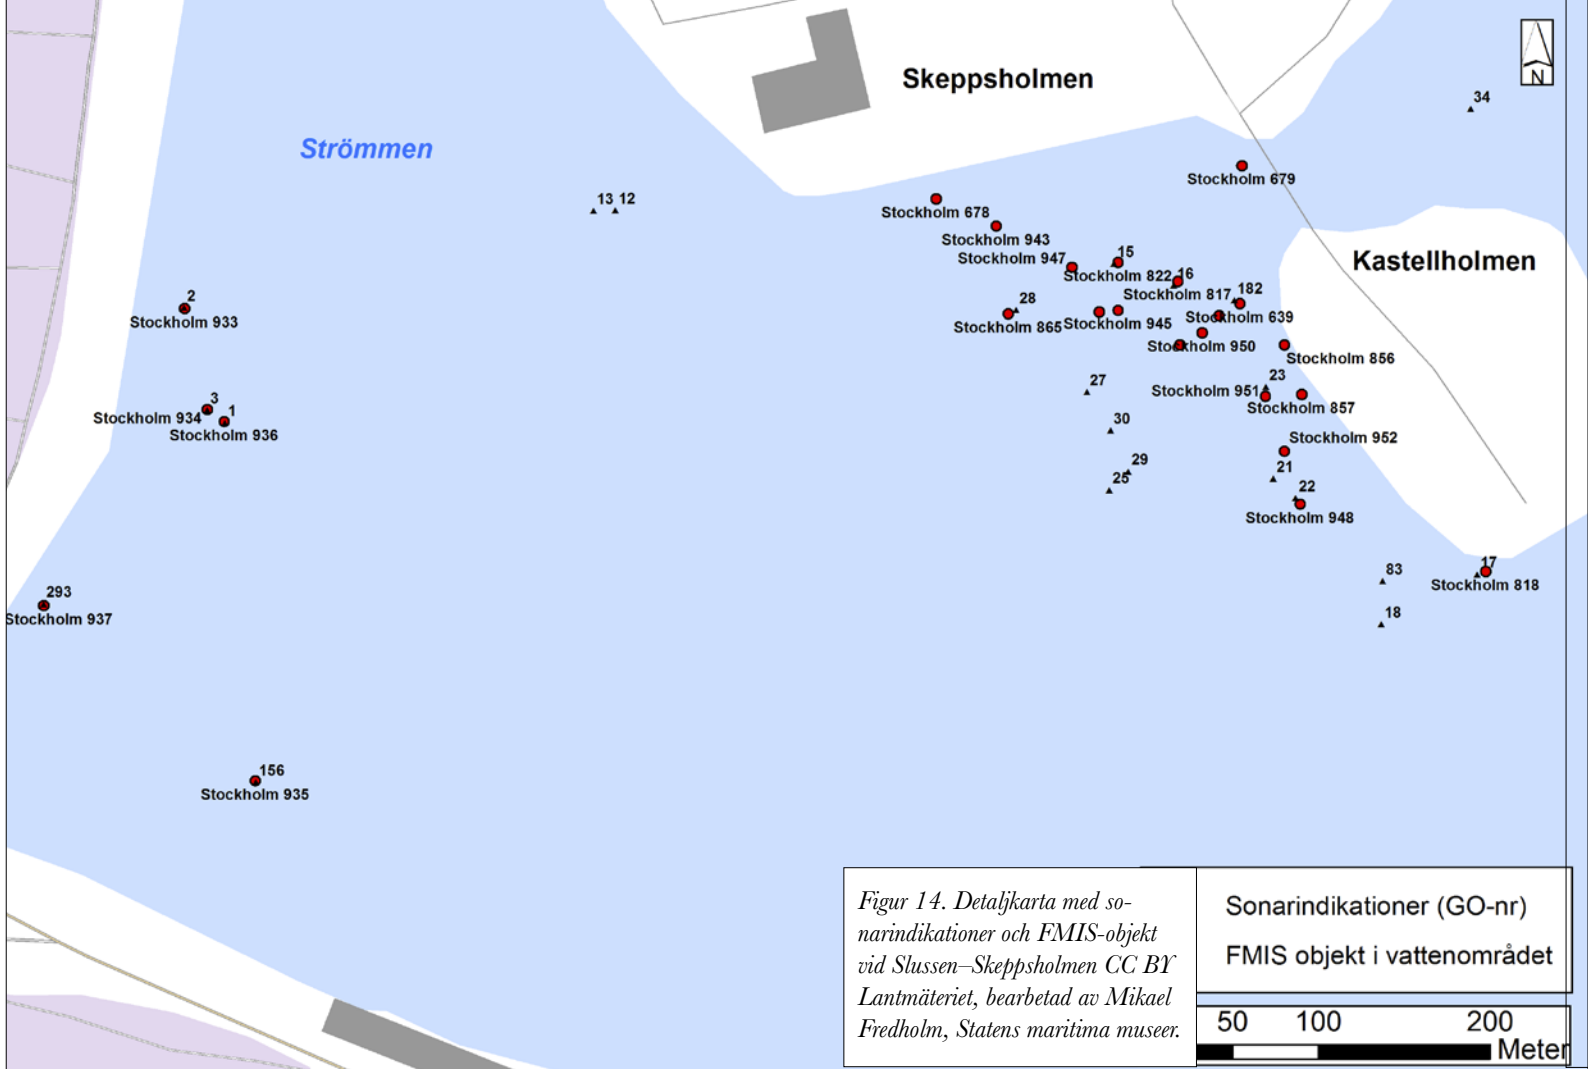 Skeppsholmen
N
34
Strömmen
Stockholm 679
13 12
Stockholm 678
Stockholm 943
Stockholm 947
15
Kastellholmen
Stockholm 822
16
2
Stockholm 933
28
Stockholm 817
182
Stockholm 865
Stockholm 945
Stockholm 639
Stockholm 950
Stockholm 856
27
23
Stockholm 951
3
Stockholm 934
1
Stockholm 936
Stockholm 857
30
Stockholm 952
29
25
21
22
Stockholm 948
83
17
Stockholm 818
293
Stockholm 937
18
156
Stockholm 935
Figur 14. Detaljkarta med so-
narindikationer och FMIS-objekt
vid Slussen–Skeppsholmen CC BY
Lantmäteriet, bearbetad av Mikael
Fredholm, Statens maritima museer.
Sonarindikationer (GO-nr)
FMIS objekt i vattenområdet
50 100 200
Meter